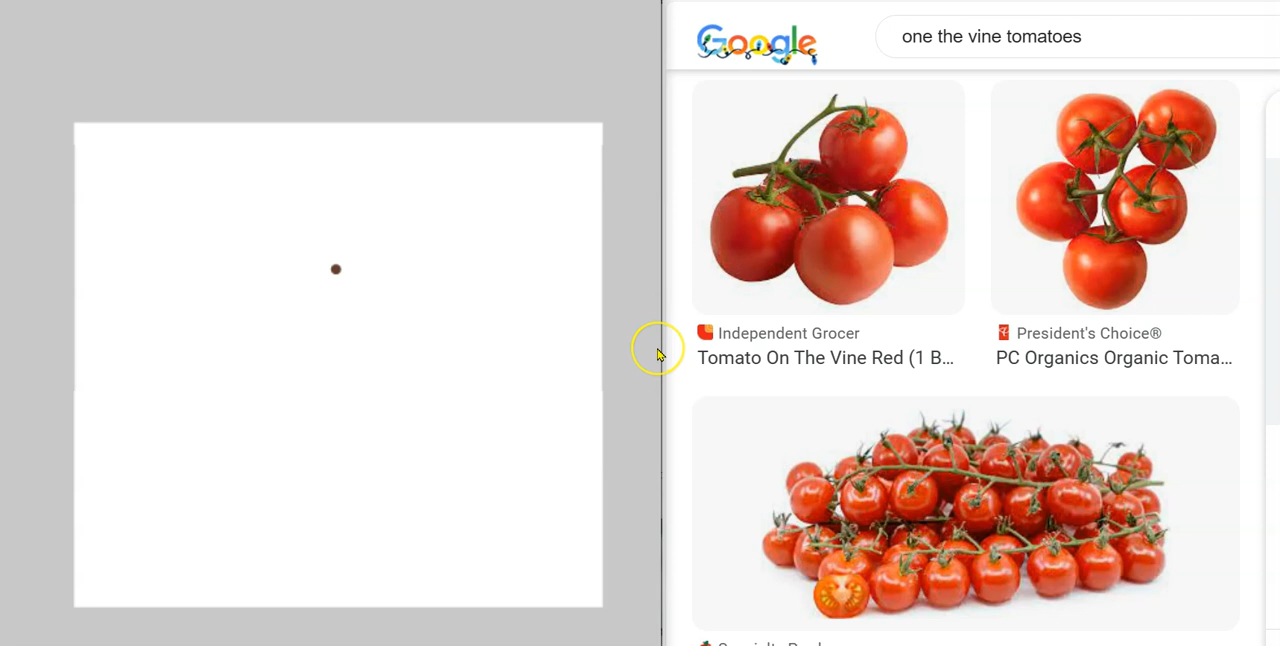 Google
one the vine tomatoes
Independent Grocer
Tomato On The Vine Red (1 B...
President's Choice®
PC Organics Organic Toma...